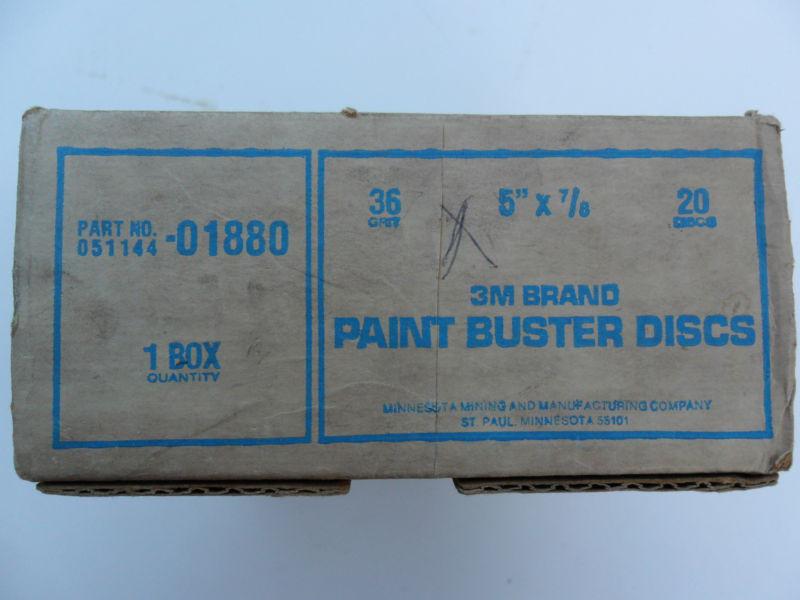 PART NO.
051144-01880
1 BOX
QUANTITY
36
GRIT
5" x 7/8
20
DISCS
3M BRAND
PAINT BUSTER DISCS
MINNESOTA MINING AND MANUFACTURING COMPANY
ST. PAUL, MINNESOTA 55101